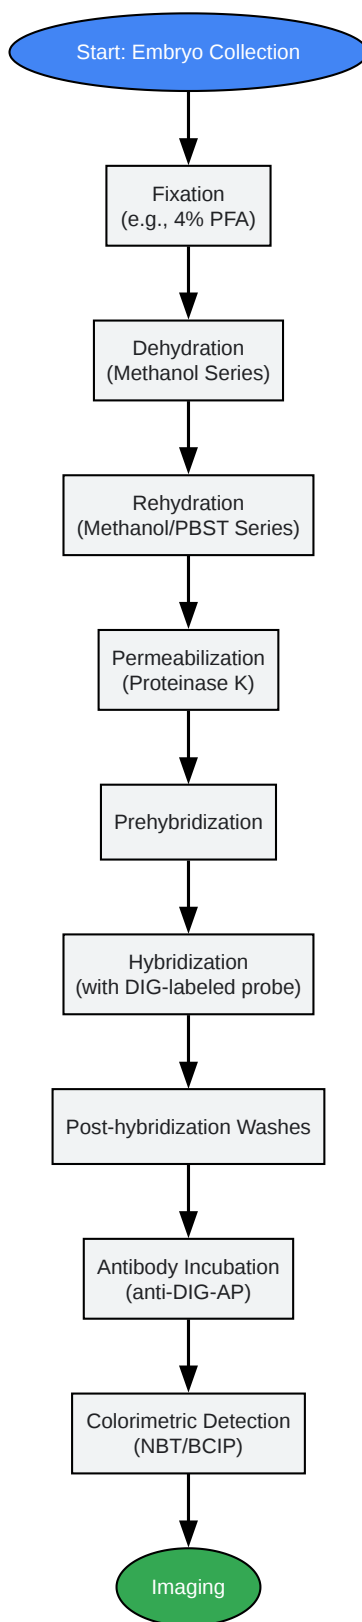 Start: Embryo Collection
Fixation
(e.g., 4% PFA)
Dehydration
(Methanol Series)
Rehydration
(Methanol/PBST Series)
Permeabilization
(Proteinase K)
Prehybridization
Hybridization
(with DIG-labeled probe)
Post-hybridization Washes
Antibody Incubation
(anti-DIG-AP)
Colorimetric Detection
(NBT/BCIP)
Imaging